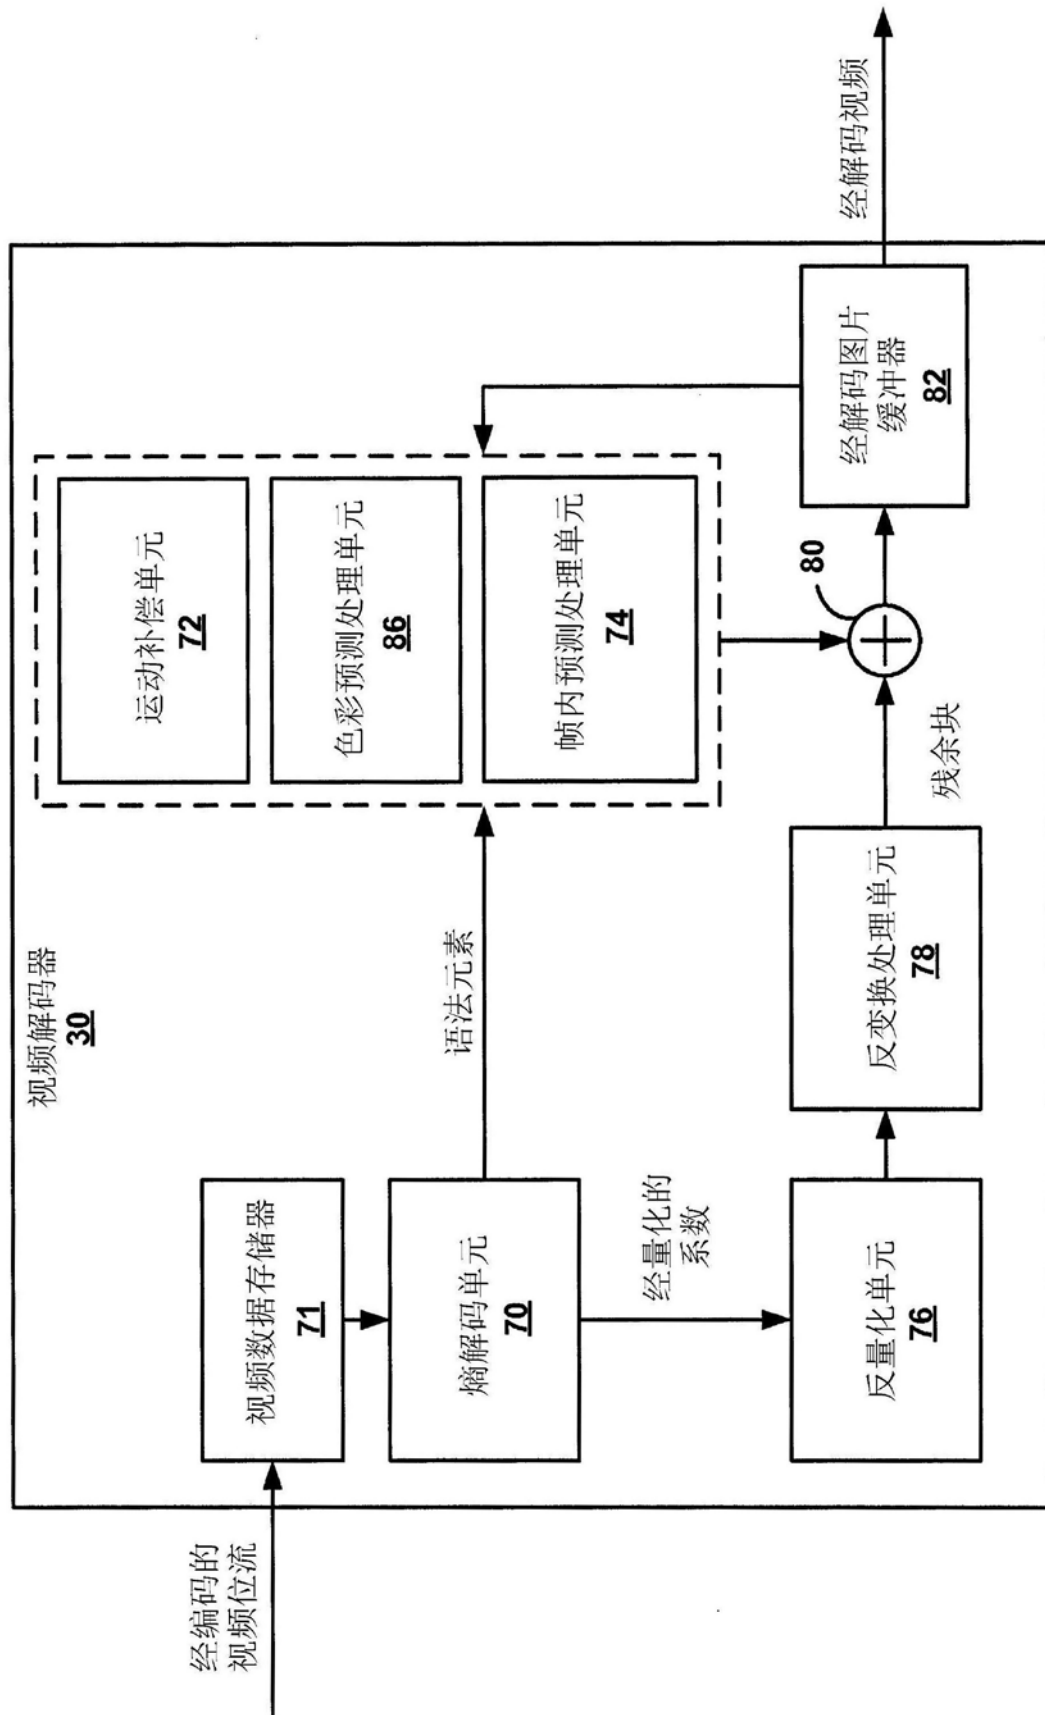 视频解码器
30
经编码的
视频位流
视频数据存储器
71
熵解码单元
70
语法元素
经量化的
系数
运动补偿单元
72
色彩预测处理单元
86
帧内预测处理单元
74
反量化单元
76
反变换处理单元
78
残余块
80
经解码图片
缓冲器
82
经解码视频